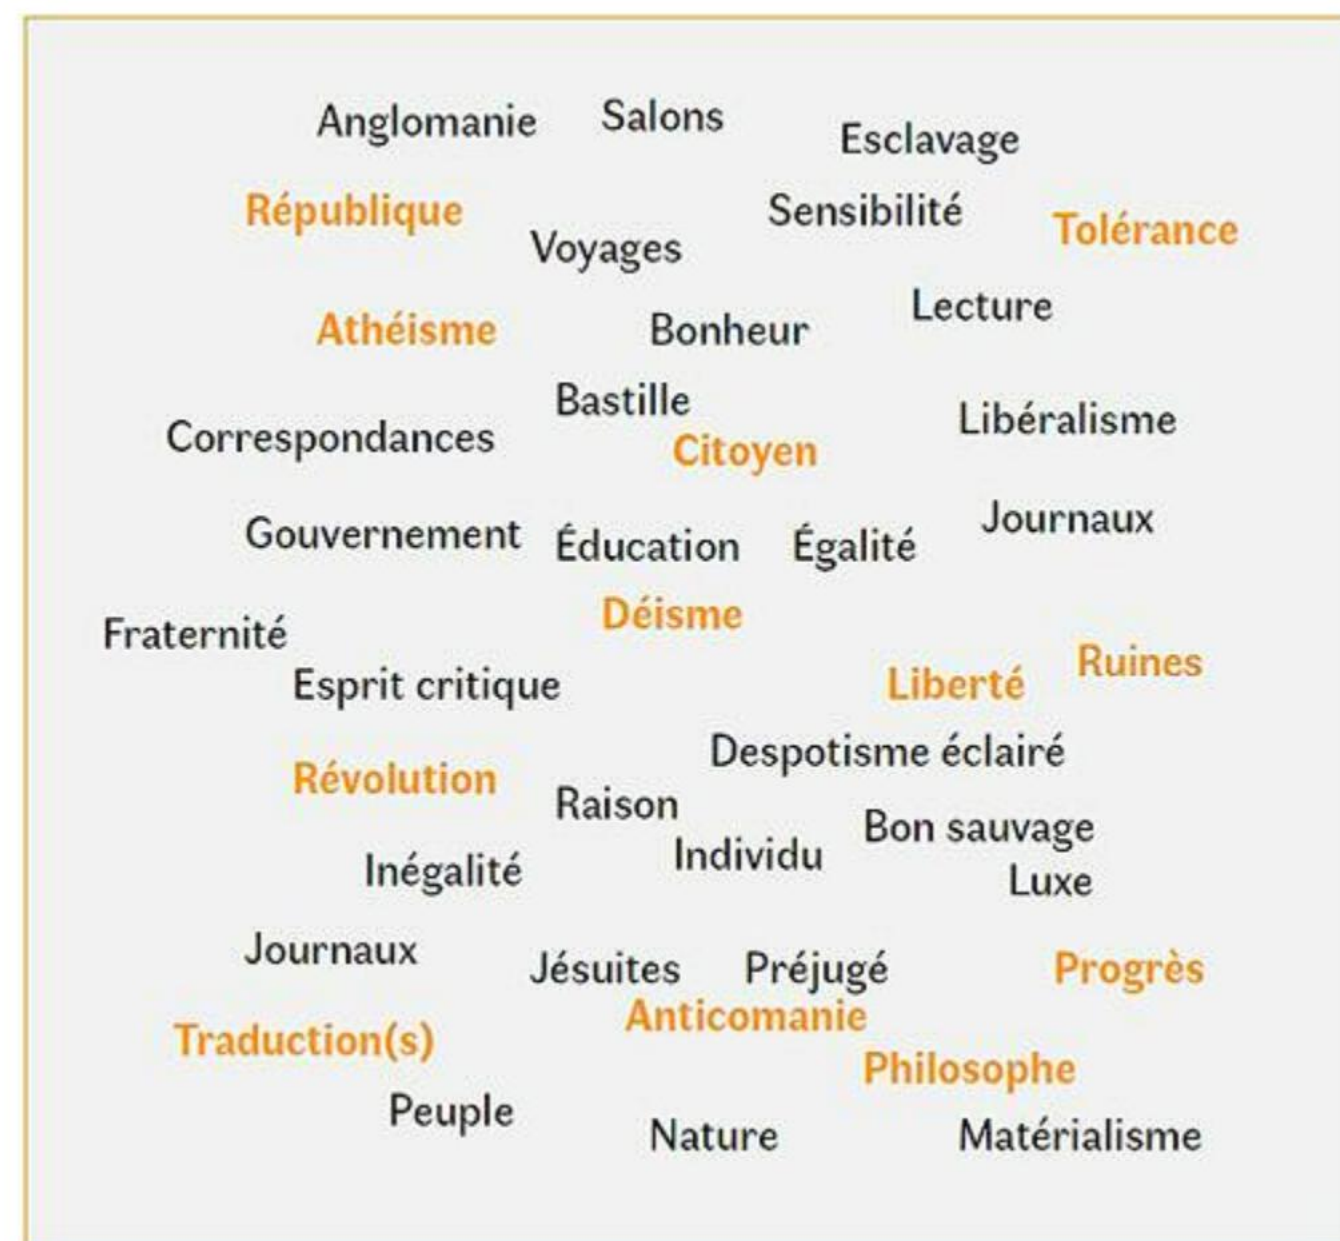 Anglomanie Salons Esclavage
République Sensibilité Tolérance
Voyages
Lecture
Athéisme Bonheur
Bastille
Correspondances Citoyen Libéralisme
Gouvernement Éducation Égalité Journaux
Déisme
Fraternité
Esprit critique Liberté Ruines
Despotisme éclairé
Révolution
Raison
Bon sauvage
Inégalité Individu Luxe
Journaux Jésuites Préjugé Progrès
Anticomanie
Traduction(s) Philosophe
Peuple
Nature Matérialisme